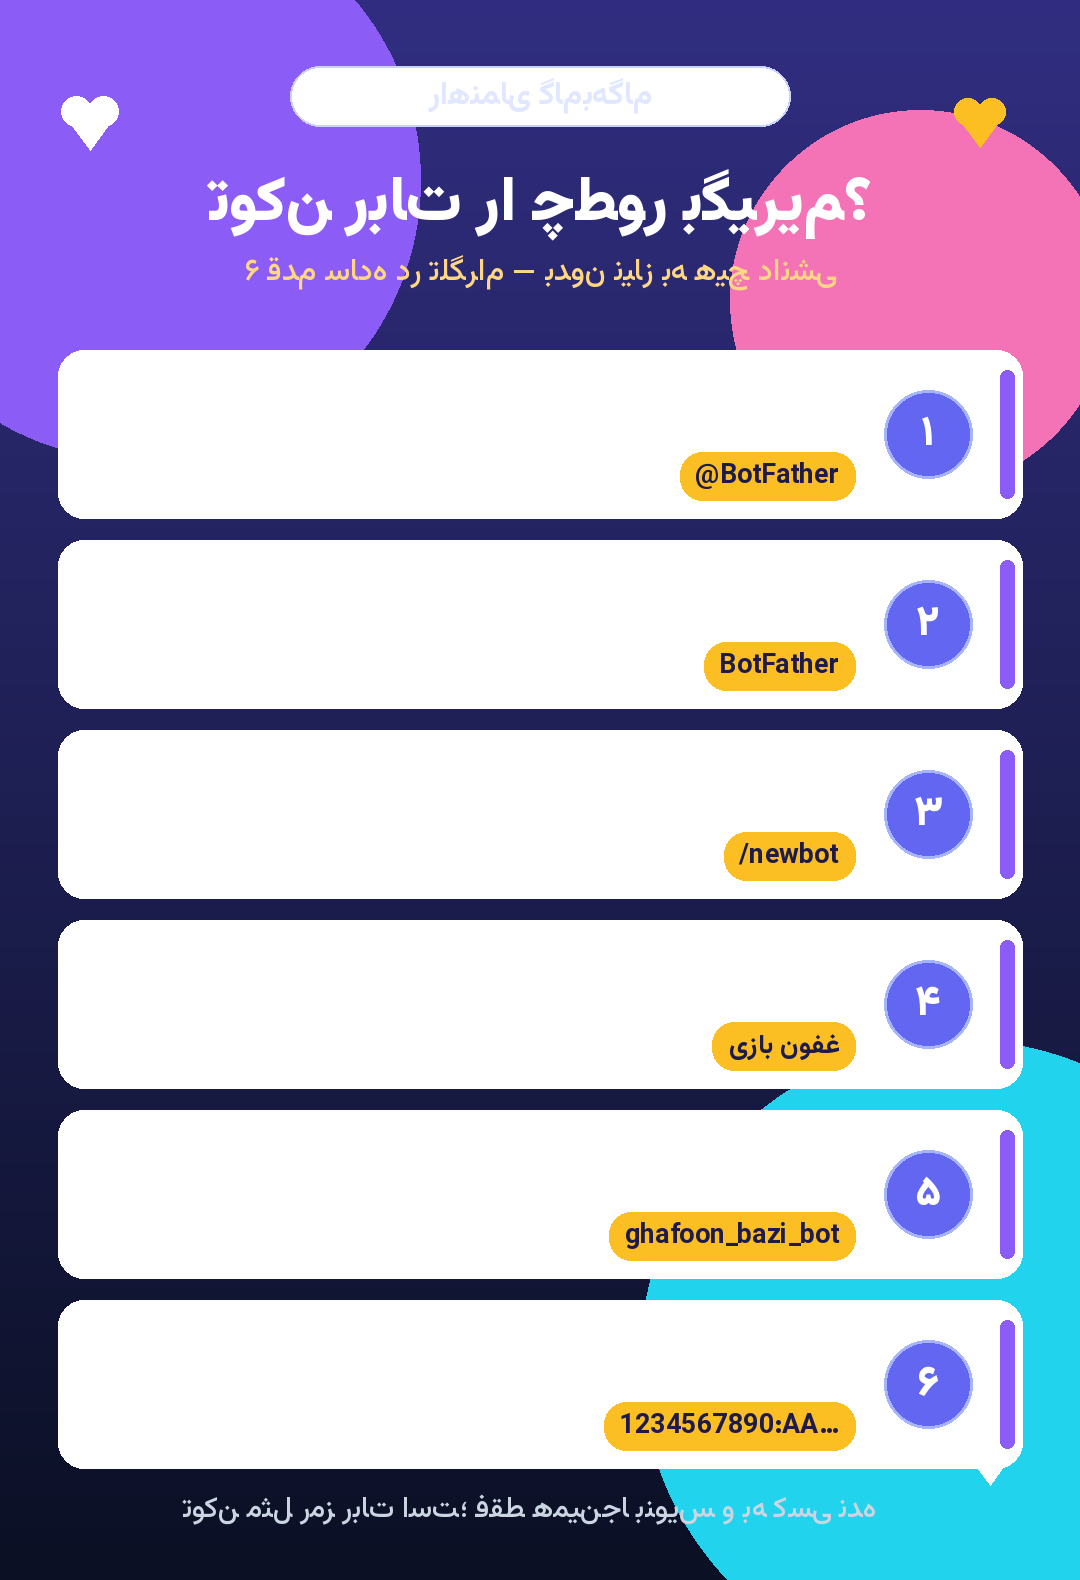 ماگ‌هب‌ماگ یامنهار
؟میریگب روطچ ار تابر نکوت
یشناد چیه هب زاین نودب — مارگلت رد هداس مدق ۶
۱
@BotFather
۲
BotFather
۳
/newbot
۴
غفون بازی
۵
ghafoon_bazi_bot
۶
1234567890:AA…
هدن یسک هب و سیونب اجنیمه طقف ؛تسا تابر زمر لثم نکوت